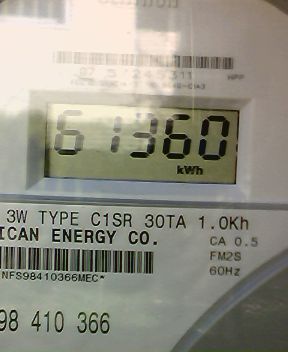 61360
kWh
3W TYPE C1SR 30TA 1.0Kh
ICAN ENERGY CO.
CA 0.5
FM2S
60Hz
NFS98410366MEC*
98 410 366